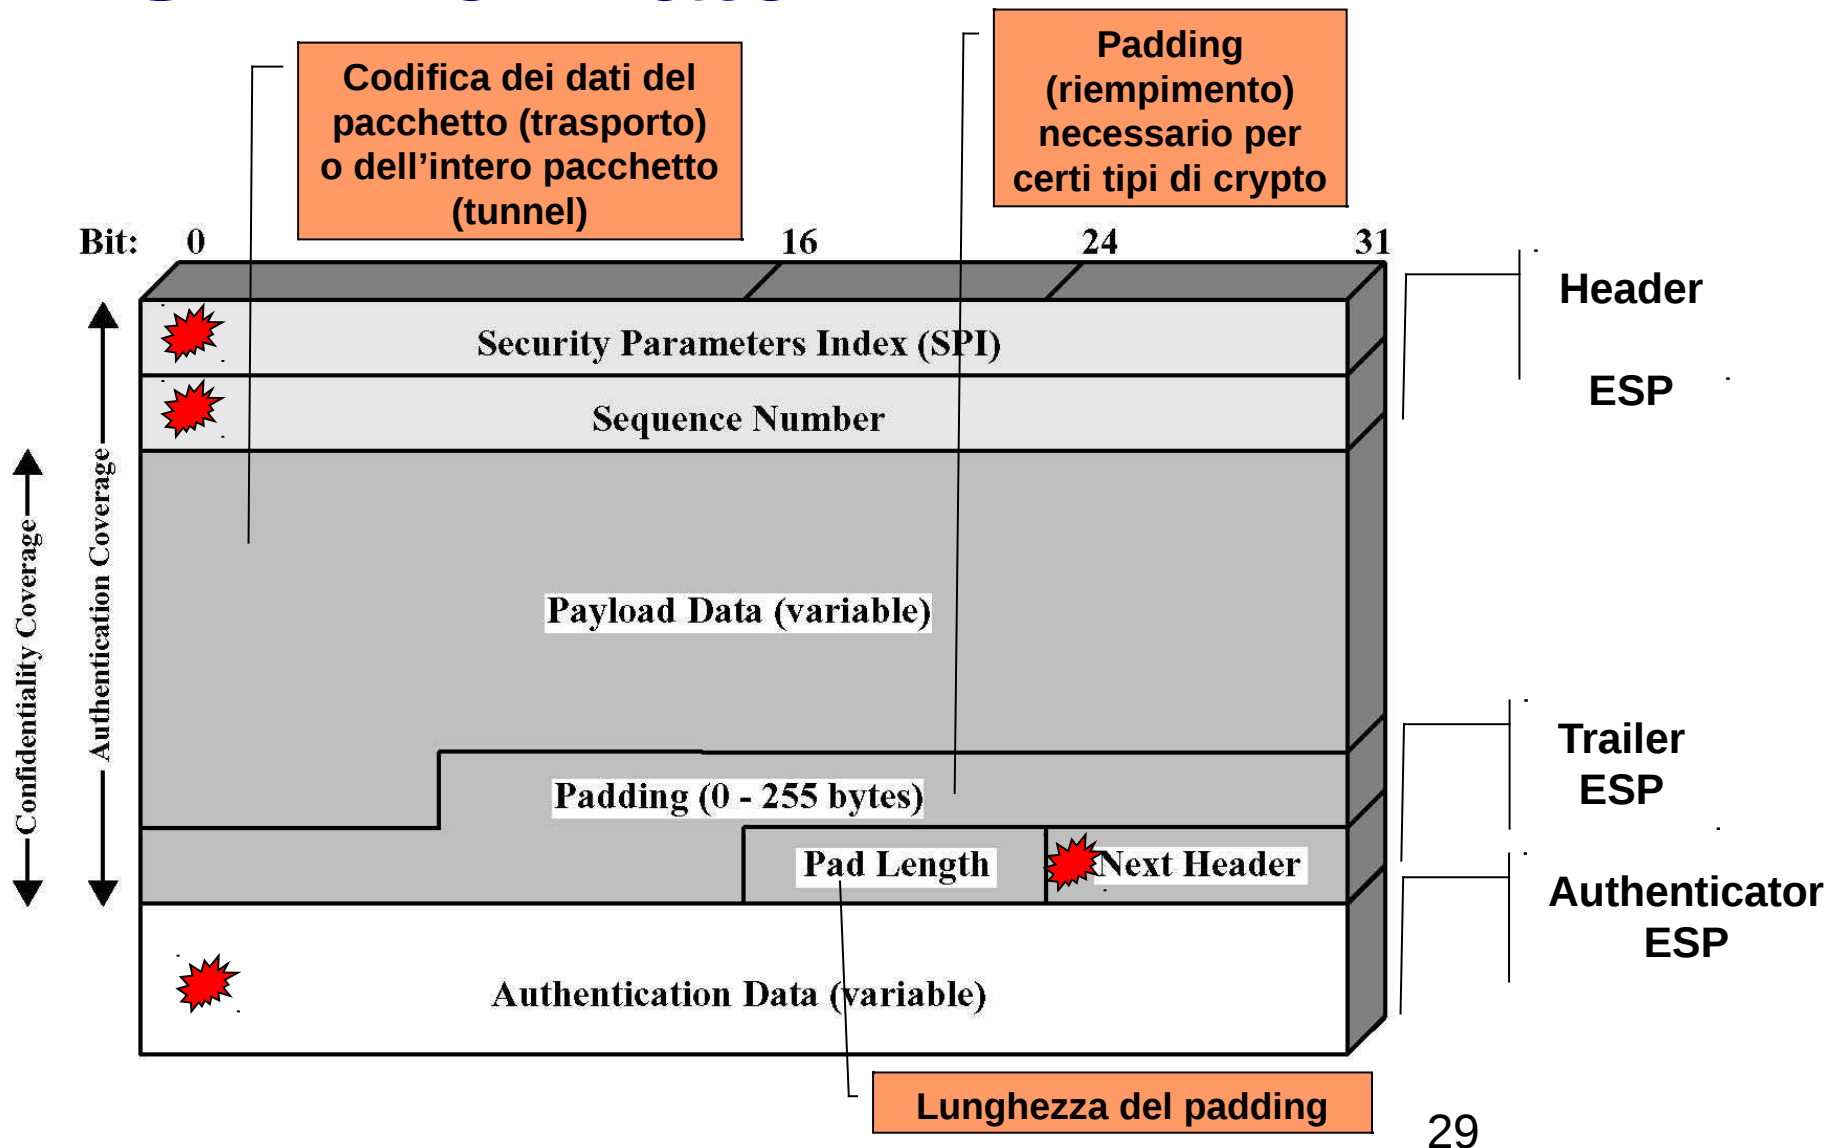 Codifica dei dati del
pacchetto (trasporto)
o dell'intero pacchetto
(tunnel)
Padding
(riempimento)
necessario per
certi tipi di crypto
Bit: 0 16 24 31
Security Parameters Index (SPI)
Sequence Number
Header
ESP
Confidentiality Coverage
Authentication Coverage
Payload Data (variable)
Padding (0 - 255 bytes)
Trailer
ESP
Pad Length
Next Header
Authenticator
ESP
Authentication Data (variable)
Lunghezza del padding
29